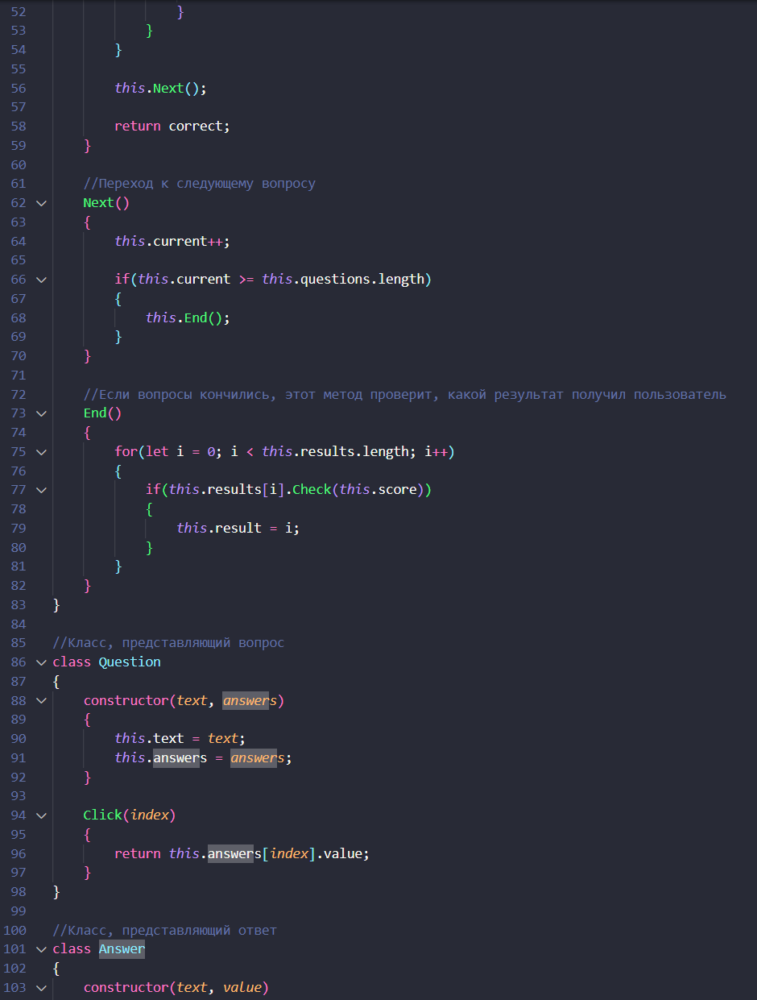 52 }
53 }
54 }
55
56 this.Next();
57
58 return correct;
59 }
60
61 //Переход к следующему вопросу
62 Next()
63 {
64 this.current++;
65
66 if(this.current >= this.questions.length)
67 {
68 this.End();
69 }
70 }
71
72 //Если вопросы кончились, этот метод проверит, какой результат получил пользователь
73 End()
74 {
75 for(let i = 0; i < this.results.length; i++)
76 {
77 if(this.results[i].Check(this.score))
78 {
79 this.result = i;
80 }
81 }
82 }
83 }
84
85 //Класс, представляющий вопрос
86 class Question
87 {
88 constructor(text, answers)
89 {
90 this.text = text;
91 this.answers = answers;
92 }
93
94 Click(index)
95 {
96 return this.answers[index].value;
97 }
98 }
99
100 //Класс, представляющий ответ
101 class Answer
102 {
103 constructor(text, value)